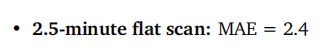 • 2.5-minute flat scan: MAE = 2.4